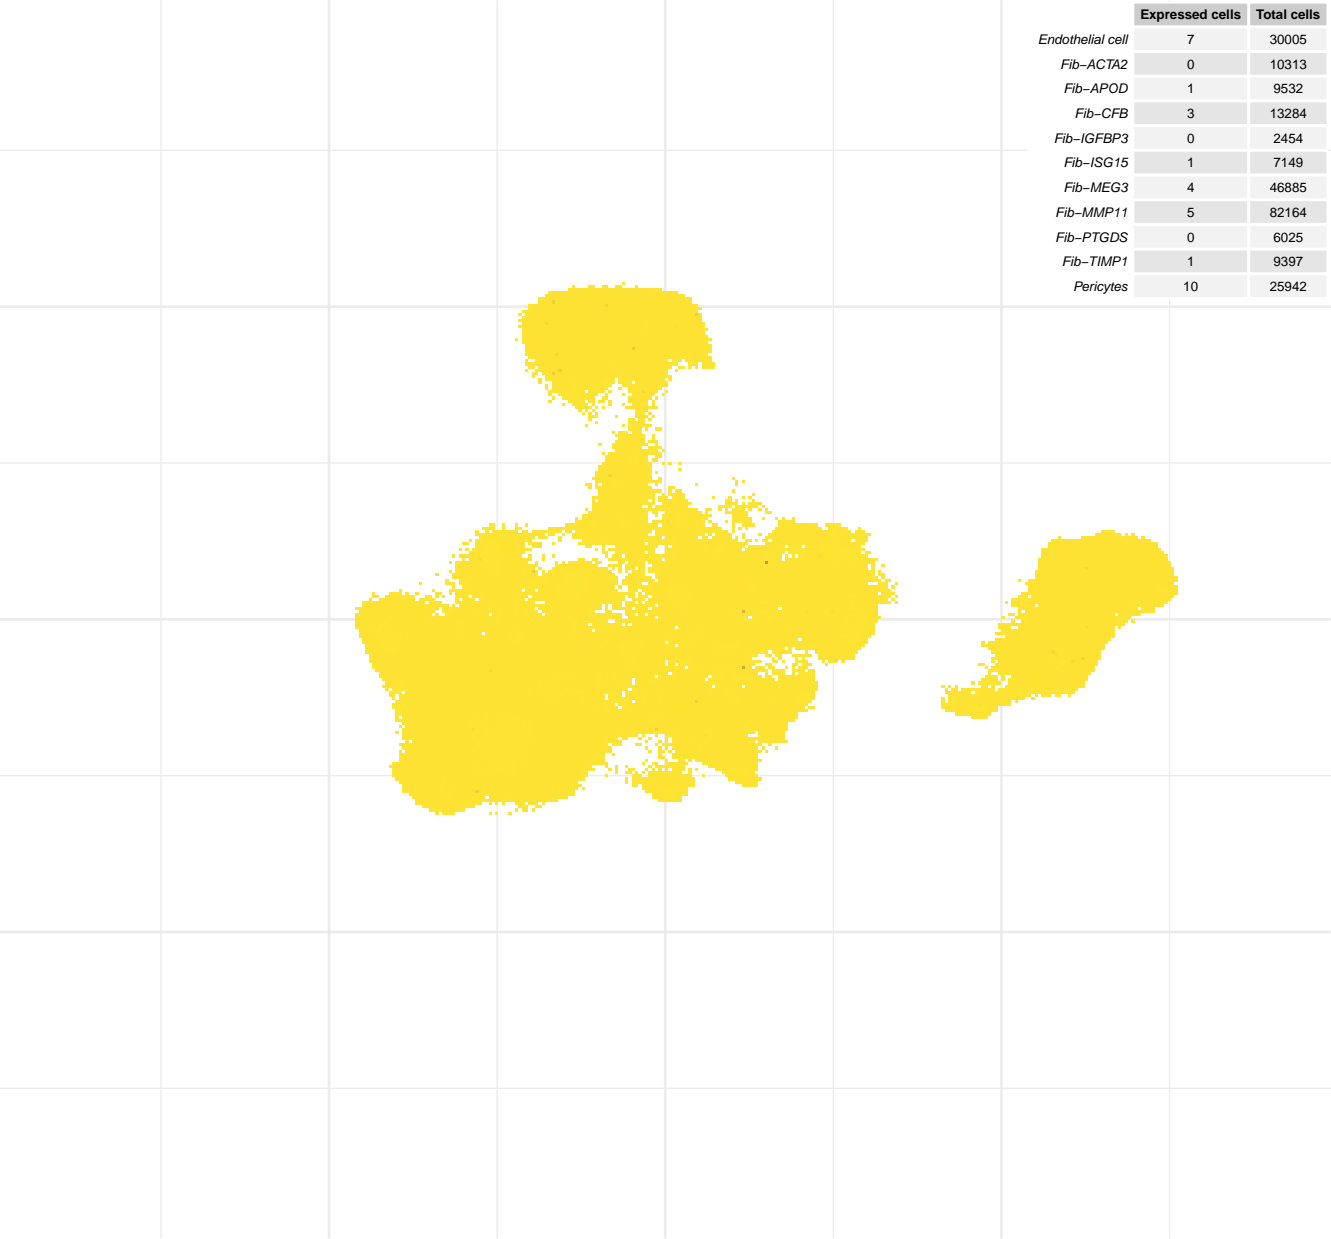 Expressed cells Total cells
Endothelial cell 7 30005
Fib−ACTA2 0 10313
Fib−APOD 1 9532
Fib−CFB 3 13284
Fib−IGFBP3 0 2454
Fib−ISG15 1 7149
Fib−MEG3 4 46885
Fib−MMP11 5 82164
Fib−PTGDS 0 6025
Fib−TIMP1 1 9397
Pericytes 10 25942